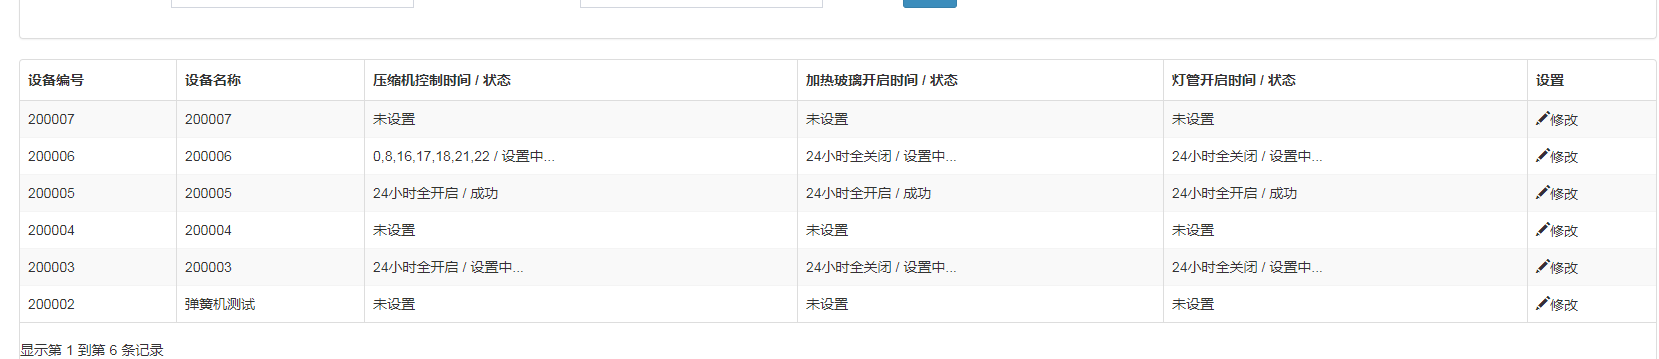 设备编号 设备名称 压缩机控制时间 / 状态 加热玻璃开启时间 / 状态 灯管开启时间 / 状态 设置
200007 200007 未设置 未设置 未设置 修改
200006 200006 0,8,16,17,18,21,22 / 设置中... 24小时全关闭 / 设置中... 24小时全关闭 / 设置中... 修改
200005 200005 24小时全开启 / 成功 24小时全开启 / 成功 24小时全开启 / 成功 修改
200004 200004 未设置 未设置 未设置 修改
200003 200003 24小时全开启 / 设置中... 24小时全关闭 / 设置中... 24小时全关闭 / 设置中... 修改
200002 弹簧机测试 未设置 未设置 未设置 修改
显示第 1 到第 6 条记录